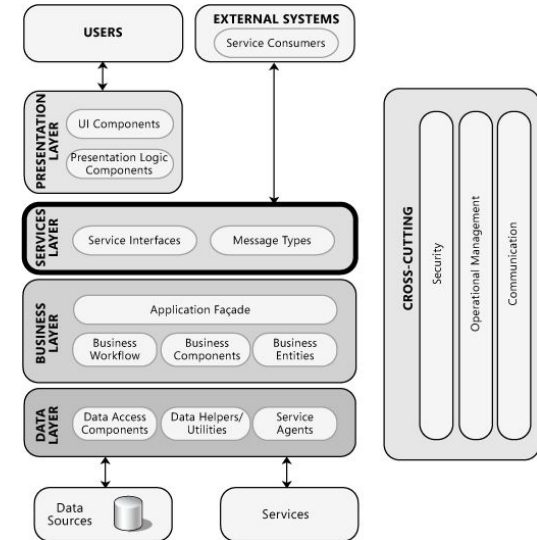 USERS
EXTERNAL SYSTEMS
Service Consumers
PRESENTATION
LAYER
UI Components
Presentation Logic
Components
SERVICES
LAYER
Service Interfaces
Message Types
BUSINESS
LAYER
Application Façade
Business
Workflow
Business
Components
Business
Entities
DATA
LAYER
Data Access
Components
Data Helpers/
Utilities
Service
Agents
Data
Sources
Services
CROSS-CUTTING
Security
Operational Management
Communication